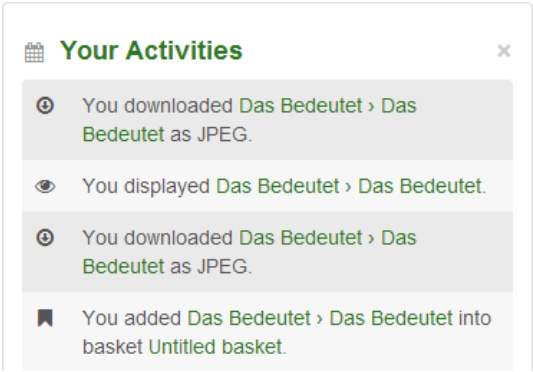 Your Activities
You downloaded Das Bedeutet › Das
Bedeutet as JPEG.
You displayed Das Bedeutet › Das Bedeutet.
You downloaded Das Bedeutet › Das
Bedeutet as JPEG.
You added Das Bedeutet › Das Bedeutet into
basket Untitled basket.